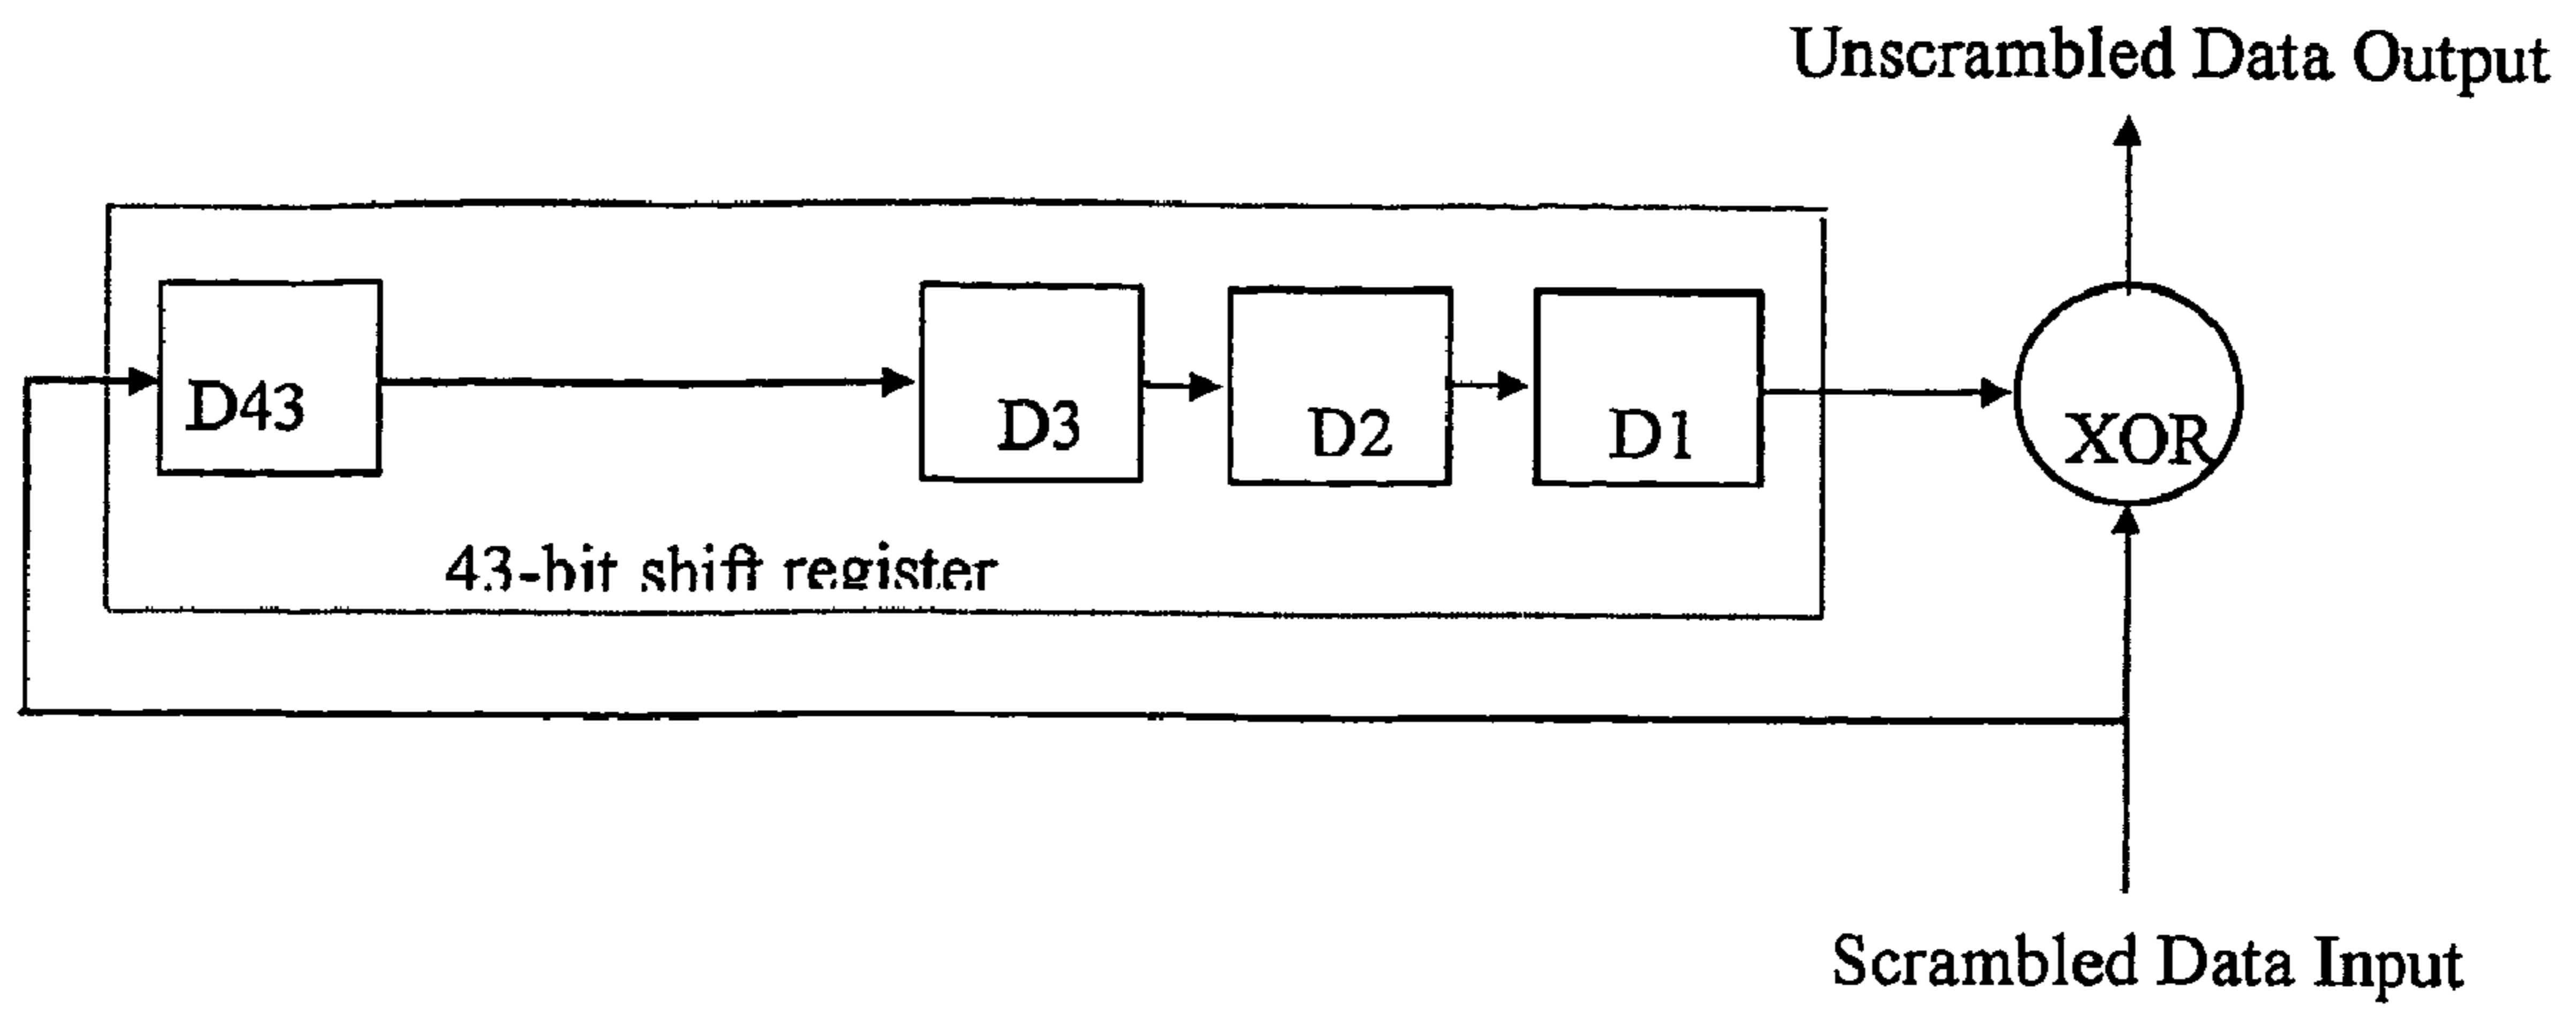 Unscrambled Data Output
D43
D3
D2
D1
XOR
43-bit shift register
Scrambled Data Input